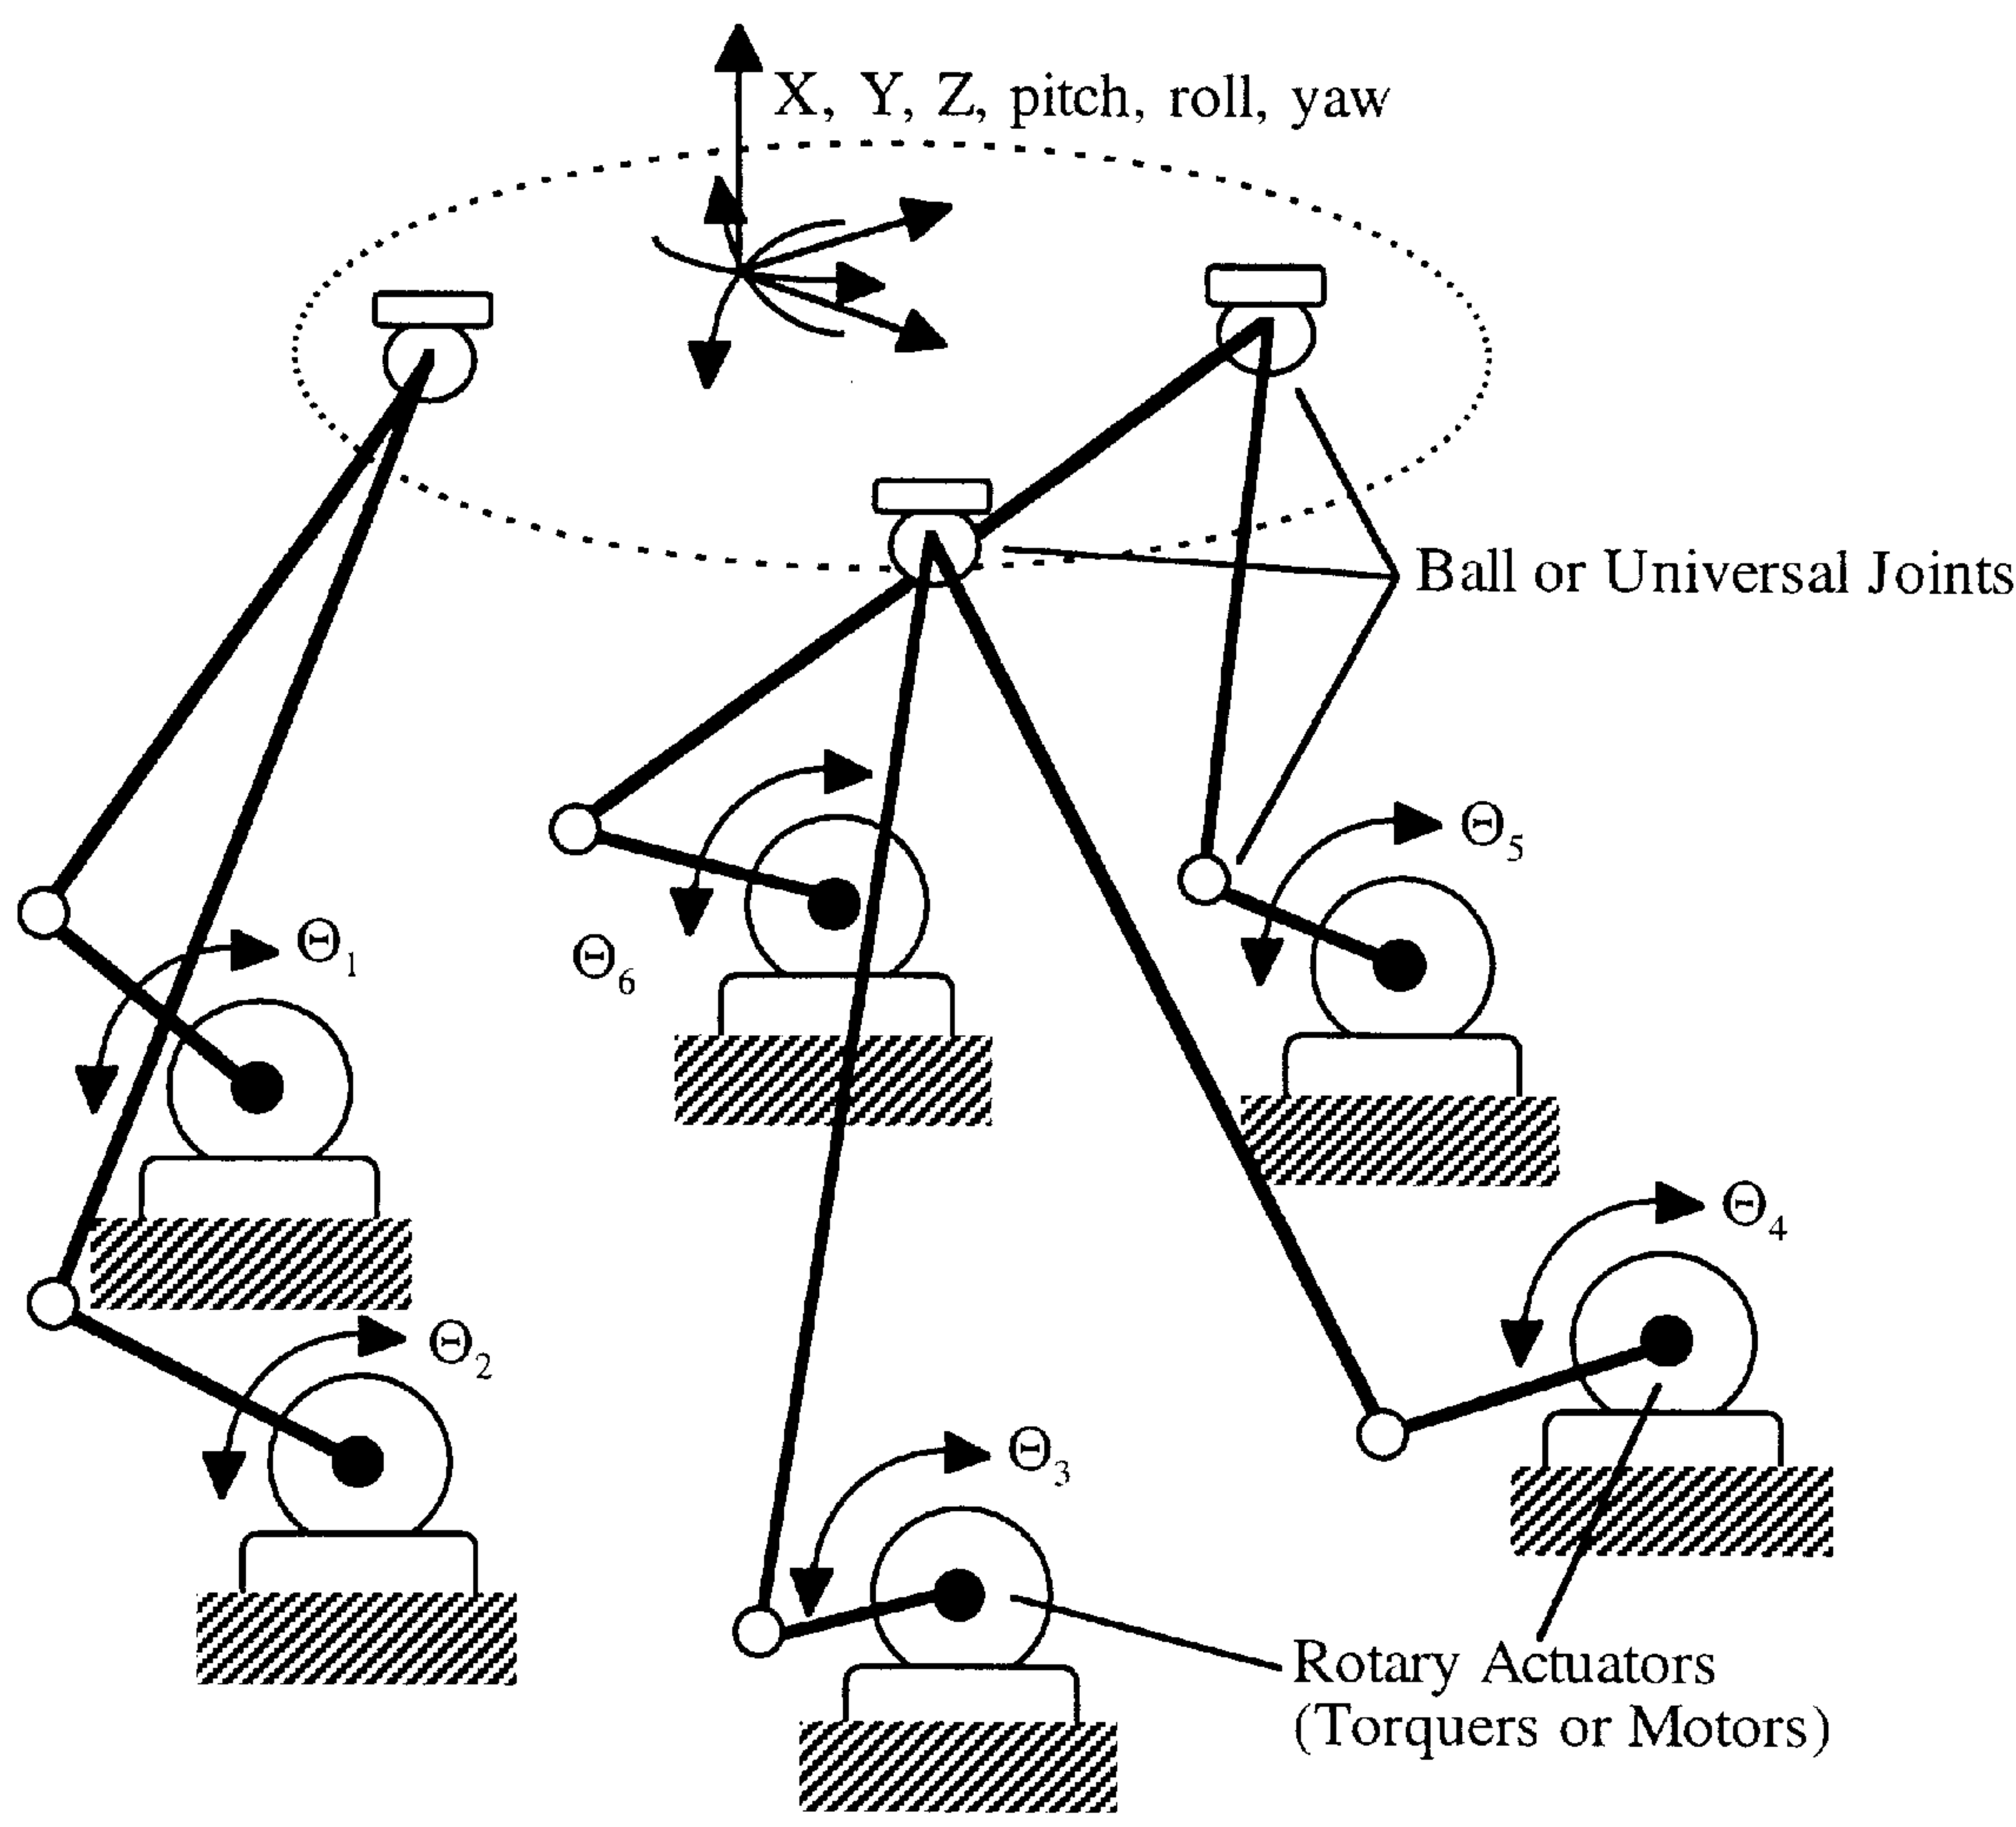 X, Y, Z, pitch, roll, yaw
Ball or Universal Joints
Θ5
Θ1
Θ6
Θ4
Θ2
Θ3
Rotary Actuators
(Torquers or Motors)